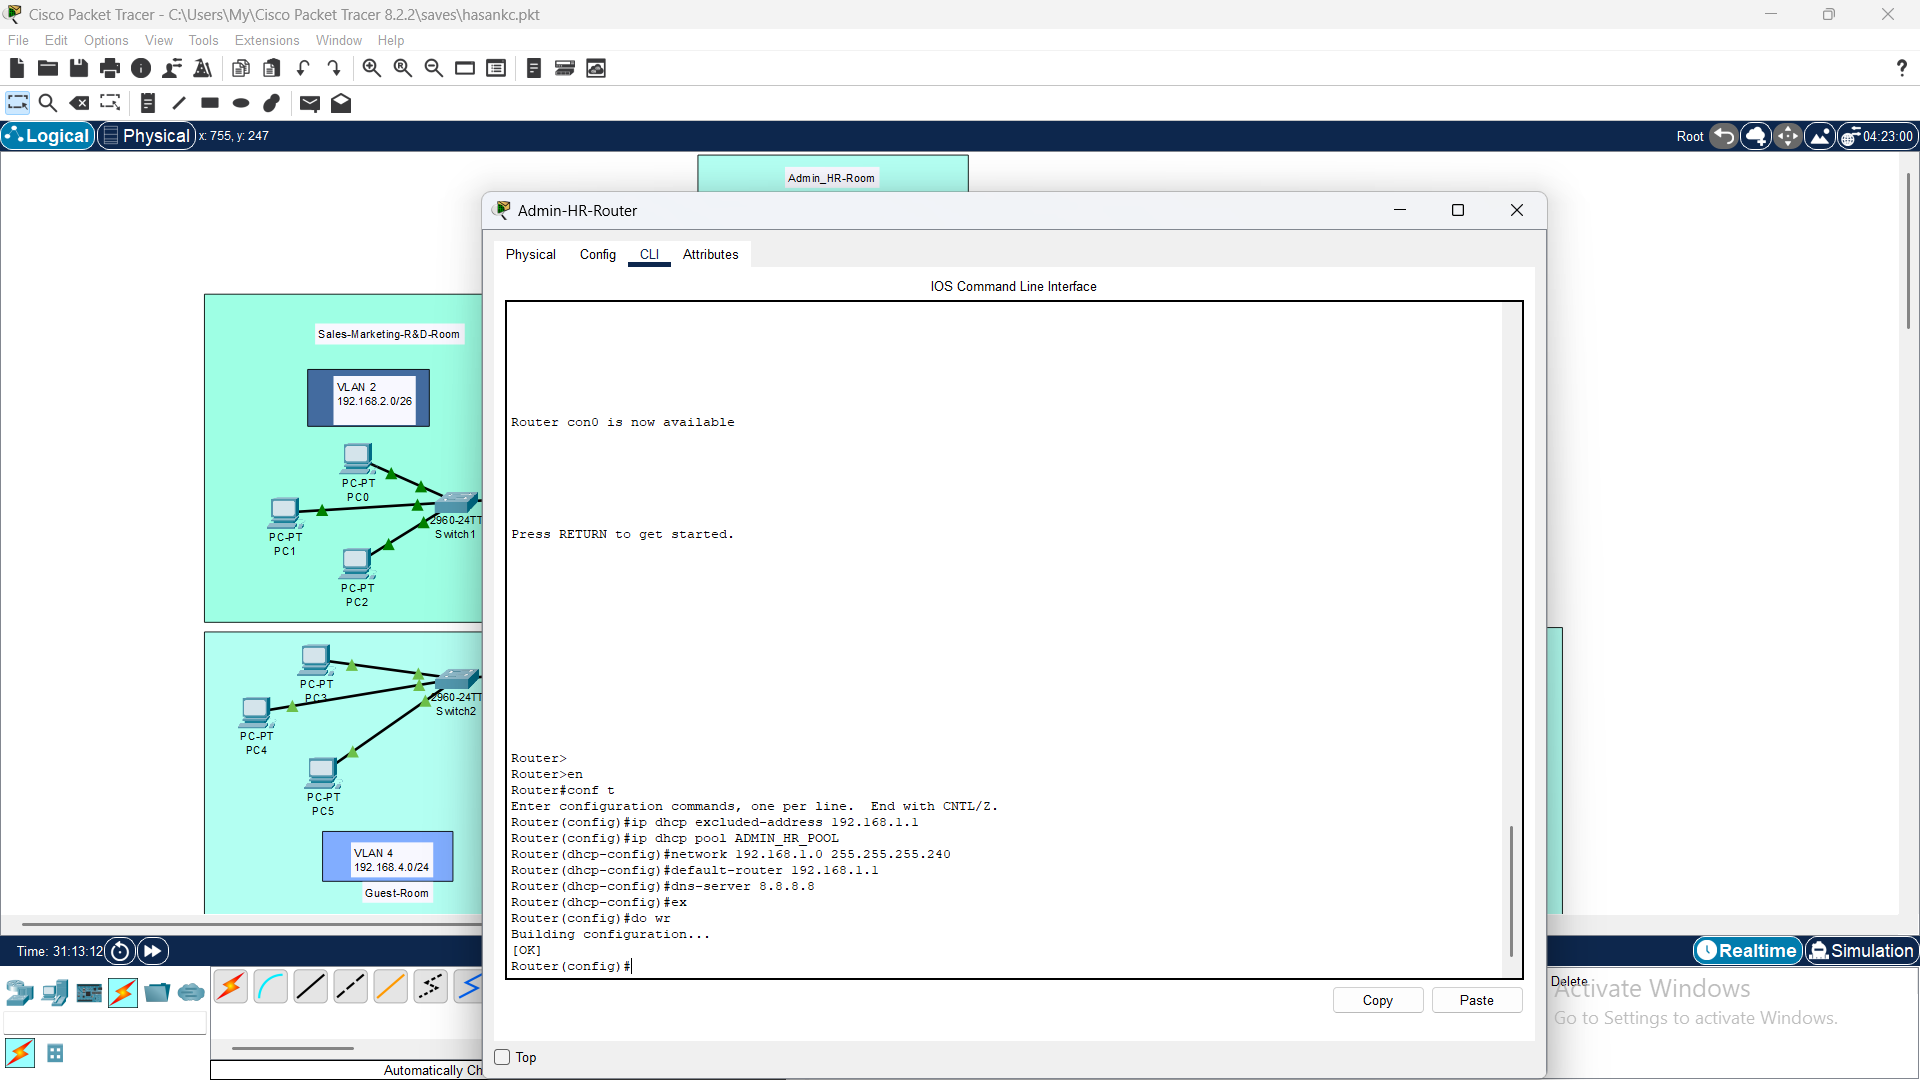 Cisco Packet Tracer - C:\Users\My\Cisco Packet Tracer 8.2.2\saves\hasankc.pkt
File Edit Options View Tools Extensions Window Help
Logical Physical x: 755, y: 247 Root 04:23:00
Admin_HR-Room
Admin-HR-Router
Physical Config CLI Attributes
IOS Command Line Interface
Router con0 is now available
Press RETURN to get started.
Router>
Router>en
Router#conf t
Enter configuration commands, one per line.  End with CNTL/Z.
Router(config)#ip dhcp excluded-address 192.168.1.1
Router(config)#ip dhcp pool ADMIN_HR_POOL
Router(dhcp-config)#network 192.168.1.0 255.255.255.240
Router(dhcp-config)#default-router 192.168.1.1
Router(dhcp-config)#dns-server 8.8.8.8
Router(dhcp-config)#ex
Router(config)#do wr
Building configuration...
[OK]
Router(config)#
Copy Paste
Top
Sales-Marketing-R&D-Room
VLAN 2
192.168.2.0/26
PC-PT
PC0
PC-PT
PC1
PC-PT
PC2
2960-24TT
Switch1
PC-PT
PC3
PC-PT
PC4
PC-PT
PC5
2960-24TT
Switch2
VLAN 4
192.168.4.0/24
Guest-Room
Time: 31:13:12
Realtime Simulation
Automatically Ch
Delete
Activate Windows
Go to Settings to activate Windows.